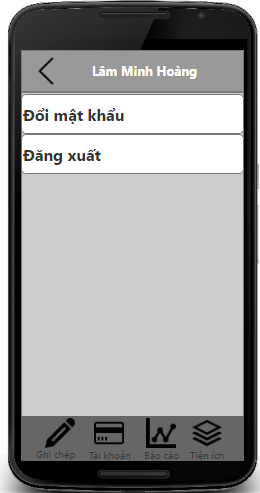 Lâm Minh Hoàng
Đổi mật khẩu
Đăng xuất
Ghi chép Tài khoản Báo cáo Tiện ích